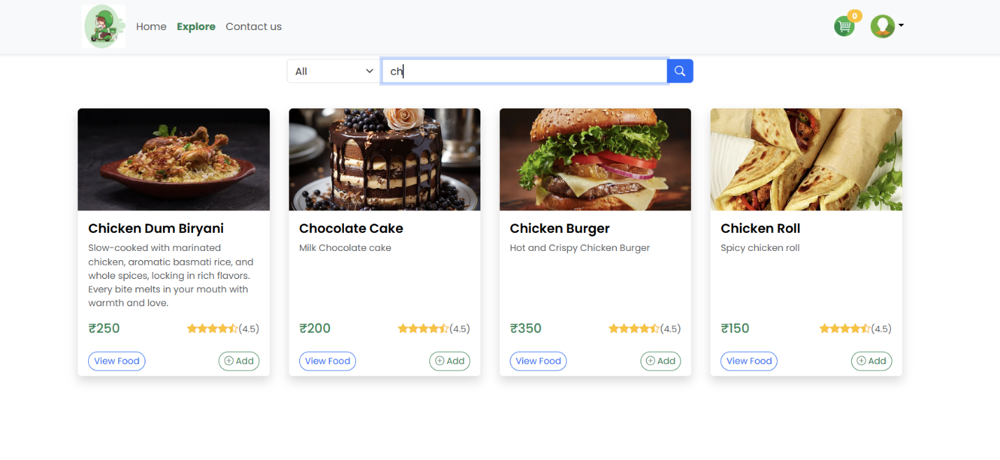 Home Explore Contact us 0
All ch
Chicken Dum Biryani
Slow-cooked with marinated
chicken, aromatic basmati rice, and
whole spices, locking in rich flavors.
Every bite melts in your mouth with
warmth and love.
₹250 (4.5)
View Food Add
Chocolate Cake
Milk Chocolate cake
₹200 (4.5)
View Food Add
Chicken Burger
Hot and Crispy Chicken Burger
₹350 (4.5)
View Food Add
Chicken Roll
Spicy chicken roll
₹150 (4.5)
View Food Add